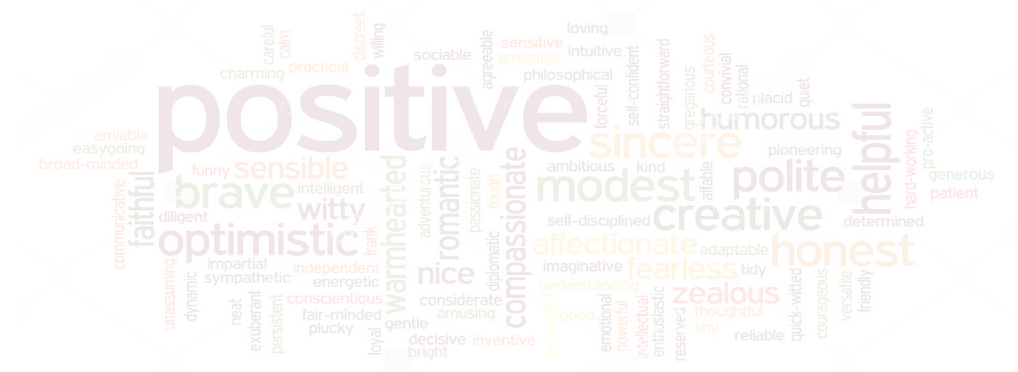 loving
discreet
willing
careful
calm
sociable
agreeable
sensitive
intuitive
amicable
charming
practical
philosophical
self-confident
straightforward
gregarious
courteous
convivial
rational
quiet
placid
positive
forceful
humorous
helpful
pro-active
amiable
easygoing
broad-minded
sincere
pioneering
hard-working
funny
sensible
warmhearted
adventurous
romantic
passionate
tough
compassionate
ambitious
kind
affable
polite
generous
patient
communicative
faithful
brave
intelligent
modest
witty
diligent
self-disciplined
creative
determined
optimistic
frank
diplomatic
affectionate
adaptable
honest
unassuming
dynamic
impartial
sympathetic
independent
energetic
nice
imaginative
fearless
tidy
understanding
quick-witted
courageous
versatile
friendly
neat
exuberant
persistent
conscientious
fair-minded
plucky
loyal
considerate
amusing
gentle
good
emotional
powerful
intellectual
enthusiastic
reserved
zealous
thoughtful
shy
reliable
decisive
inventive
bright